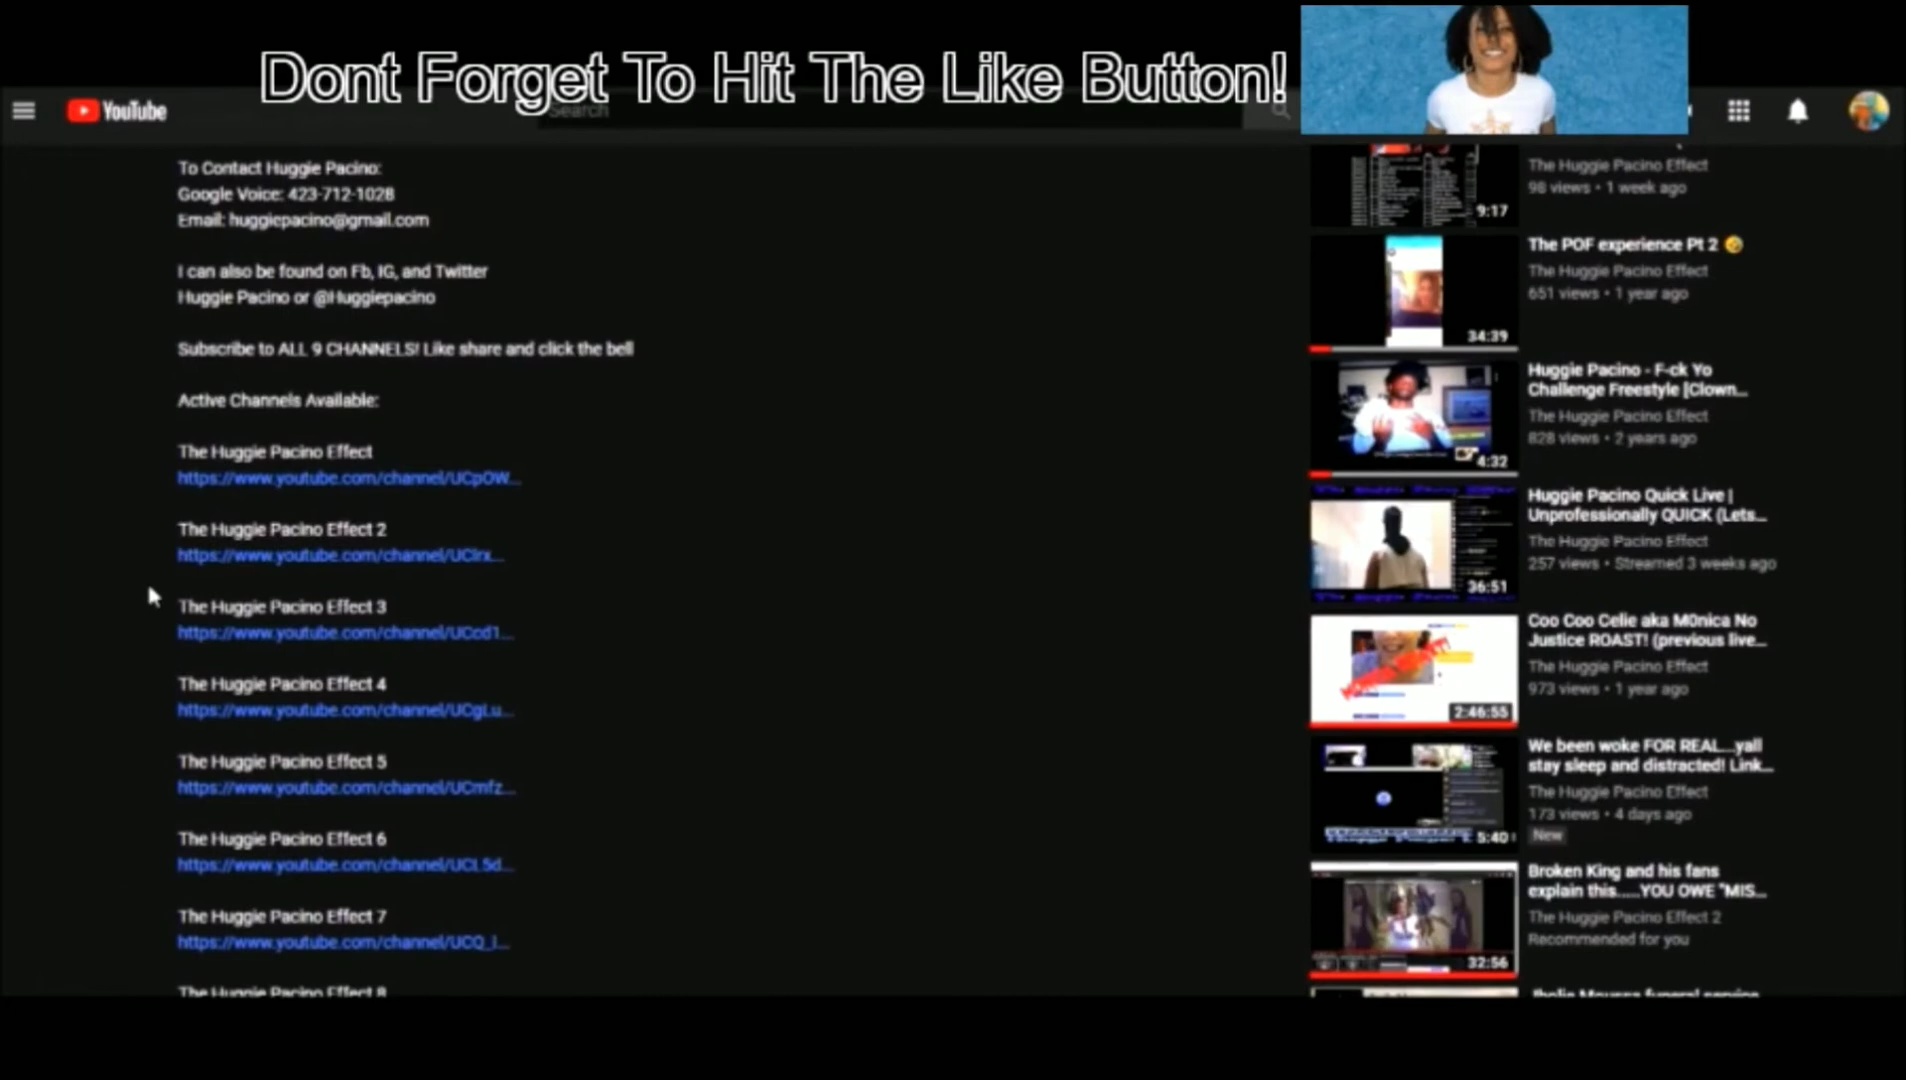 Dont Forget To Hit The Like Button!
YouTube
Search
To Contact Huggie Pacino:
Google Voice: 423-712-1028
Email: huggiepacino@gmail.com
I can also be found on Fb, IG, and Twitter
Huggie Pacino or @Huggiepacino
Subscribe to ALL 9 CHANNELS! Like share and click the bell
Active Channels Available:
The Huggie Pacino Effect
https://www.youtube.com/channel/UCpOW...
The Huggie Pacino Effect 2
https://www.youtube.com/channel/UCIrx...
The Huggie Pacino Effect 3
https://www.youtube.com/channel/UCcd1...
The Huggie Pacino Effect 4
https://www.youtube.com/channel/UCgLu...
The Huggie Pacino Effect 5
https://www.youtube.com/channel/UCmfz...
The Huggie Pacino Effect 6
https://www.youtube.com/channel/UCL5d...
The Huggie Pacino Effect 7
https://www.youtube.com/channel/UCQ_i...
The Huggie Pacino Effect 8
The Huggie Pacino Effect
98 views • 1 week ago
9:17
The POF experience Pt 2
The Huggie Pacino Effect
651 views • 1 year ago
34:39
Huggie Pacino - F-ck Yo
Challenge Freestyle [Clown...
The Huggie Pacino Effect
828 views • 2 years ago
4:32
Huggie Pacino Quick Live |
Unprofessionally QUICK (Lets...
The Huggie Pacino Effect
257 views • Streamed 3 weeks ago
36:51
Coo Coo Celie aka M0nica No
Justice ROAST! (previous live...
The Huggie Pacino Effect
973 views • 1 year ago
2:46:55
We been woke FOR REAL...yall
stay sleep and distracted! Link...
The Huggie Pacino Effect
173 views • 4 days ago
New
5:40
Broken King and his fans
explain this.....YOU OWE "MIS...
The Huggie Pacino Effect 2
Recommended for you
32:56